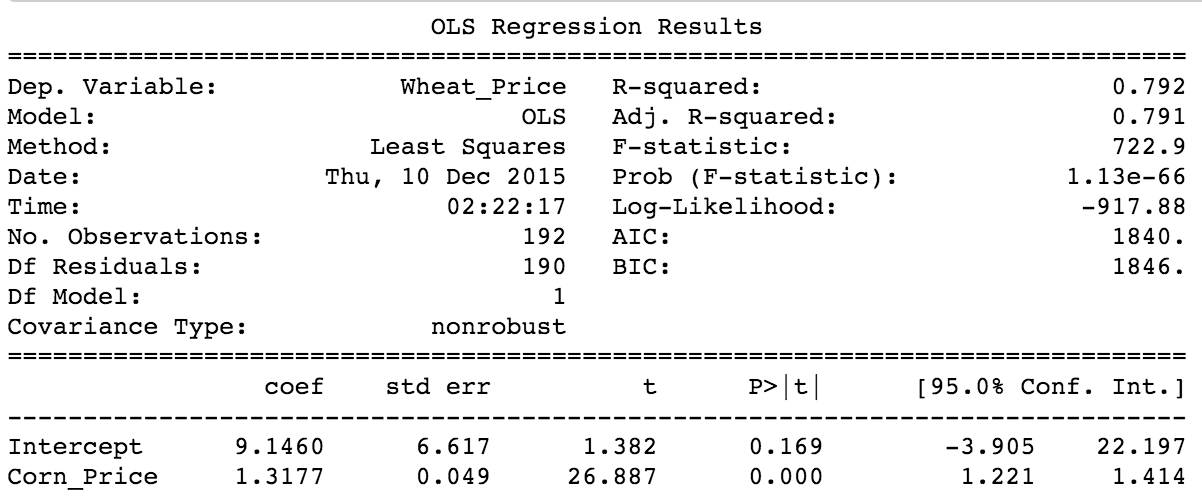 OLS Regression Results
==============================================================================
Dep. Variable: Wheat_Price R-squared: 0.792
Model: OLS Adj. R-squared: 0.791
Method: Least Squares F-statistic: 722.9
Date: Thu, 10 Dec 2015 Prob (F-statistic): 1.13e-66
Time: 02:22:17 Log-Likelihood: -917.88
No. Observations: 192 AIC: 1840.
Df Residuals: 190 BIC: 1846.
Df Model: 1
Covariance Type: nonrobust
==============================================================================
coef std err t P>|t| [95.0% Conf. Int.]
------------------------------------------------------------------------------
Intercept 9.1460 6.617 1.382 0.169 -3.905 22.197
Corn_Price 1.3177 0.049 26.887 0.000 1.221 1.414